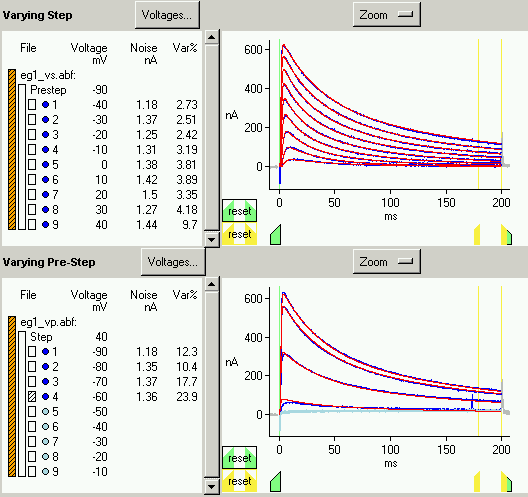 Varying Step Voltages... Zoom
File Voltage mV Noise nA Var%
eg1_vs.abf:
Prestep -90
1 -40 1.18 2.73
2 -30 1.37 2.51
3 -20 1.25 2.42
4 -10 1.31 3.19
5 0 1.38 3.81
6 10 1.42 3.89
7 20 1.5 3.35
8 30 1.27 4.18
9 40 1.44 9.7
600
400
nA
200
0
0 50 100 150 200
ms
reset
reset
Varying Pre-Step Voltages... Zoom
File Voltage mV Noise nA Var%
eg1_vp.abf:
Step 40
1 -90 1.18 12.3
2 -80 1.35 10.4
3 -70 1.37 17.7
4 -60 1.36 23.9
5 -50
6 -40
7 -30
8 -20
9 -10
600
400
nA
200
0
0 50 100 150 200
ms
reset
reset